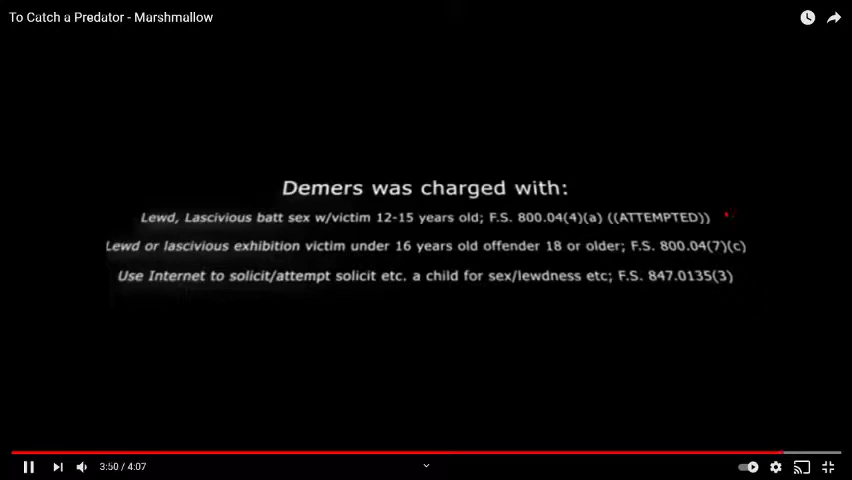 To Catch a Predator - Marshmallow
Demers was charged with:
Lewd, Lascivious batt sex w/victim 12-15 years old; F.S. 800.04(4)(a) ((ATTEMPTED))
Lewd or lascivious exhibition victim under 16 years old offender 18 or older; F.S. 800.04(7)(c)
Use Internet to solicit/attempt solicit etc. a child for sex/lewdness etc; F.S. 847.0135(3)
3:50 / 4:07